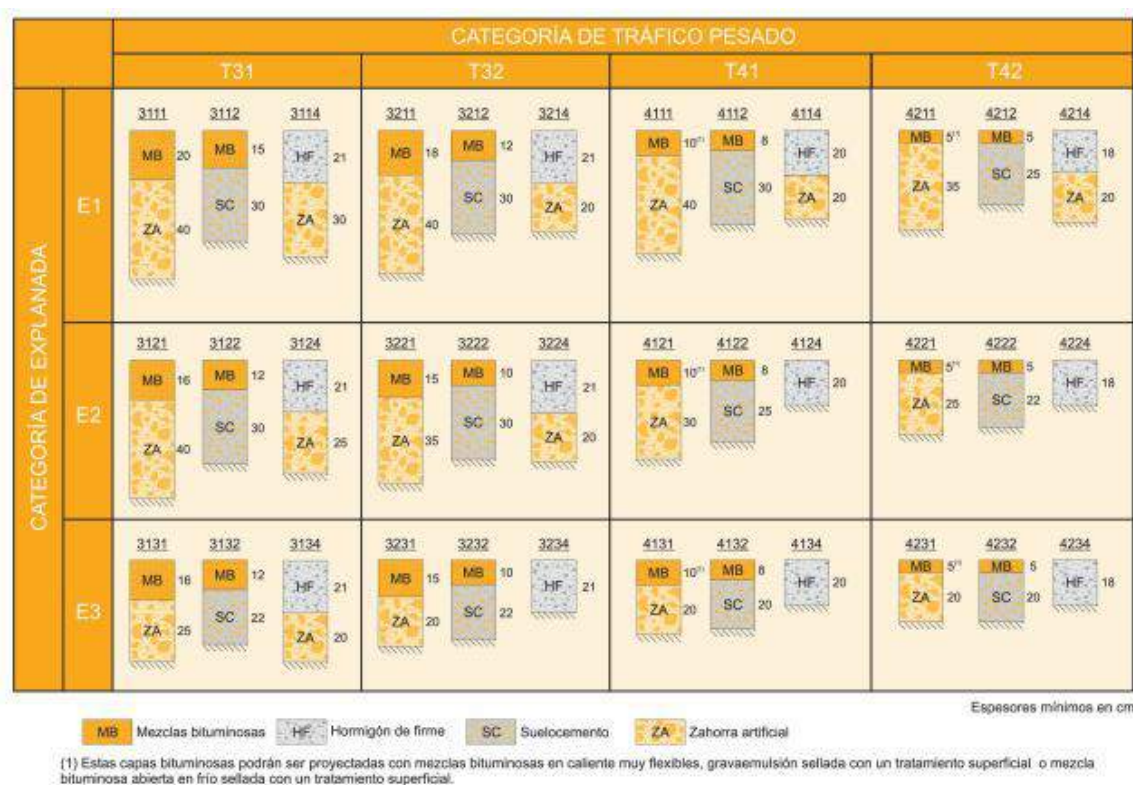 CATEGORÍA DE TRÁFICO PESADO
T31 T32 T41 T42
CATEGORÍA DE EXPLANADA
E1
3111 3112 3114 3211 3212 3214 4111 4112 4114 4211 4212 4214
MB 20 MB 15 HF 21 MB 18 MB 12 HF 21 MB 10(1) MB 8 HF 20 MB 5(1) MB 5 HF 18
ZA 40 SC 30 ZA 30 ZA 40 SC 30 ZA 20 ZA 40 SC 30 ZA 20 ZA 35 SC 25 ZA 20
E2
3121 3122 3124 3221 3222 3224 4121 4122 4124 4221 4222 4224
MB 16 MB 12 HF 21 MB 15 MB 10 HF 21 MB 10(1) MB 8 HF 20 MB 5(1) MB 5 HF 18
ZA 40 SC 30 ZA 25 ZA 35 SC 30 ZA 20 ZA 30 SC 25 ZA 25 SC 22
E3
3131 3132 3134 3231 3232 3234 4131 4132 4134 4231 4232 4234
MB 16 MB 12 HF 21 MB 15 MB 10 HF 21 MB 10(1) MB 8 HF 20 MB 5(1) MB 5 HF 18
ZA 25 SC 22 ZA 20 ZA 20 SC 22 ZA 20 SC 20 ZA 20 SC 20
Espesores mínimos en cm
MB Mezclas bituminosas HF Hormigón de firme SC Suelocemento ZA Zahorra artificial
(1) Estas capas bituminosas podrán ser proyectadas con mezclas bituminosas en caliente muy flexibles, gravaemulsión sellada con un tratamiento superficial o mezcla
bituminosa abierta en frío sellada con un tratamiento superficial.